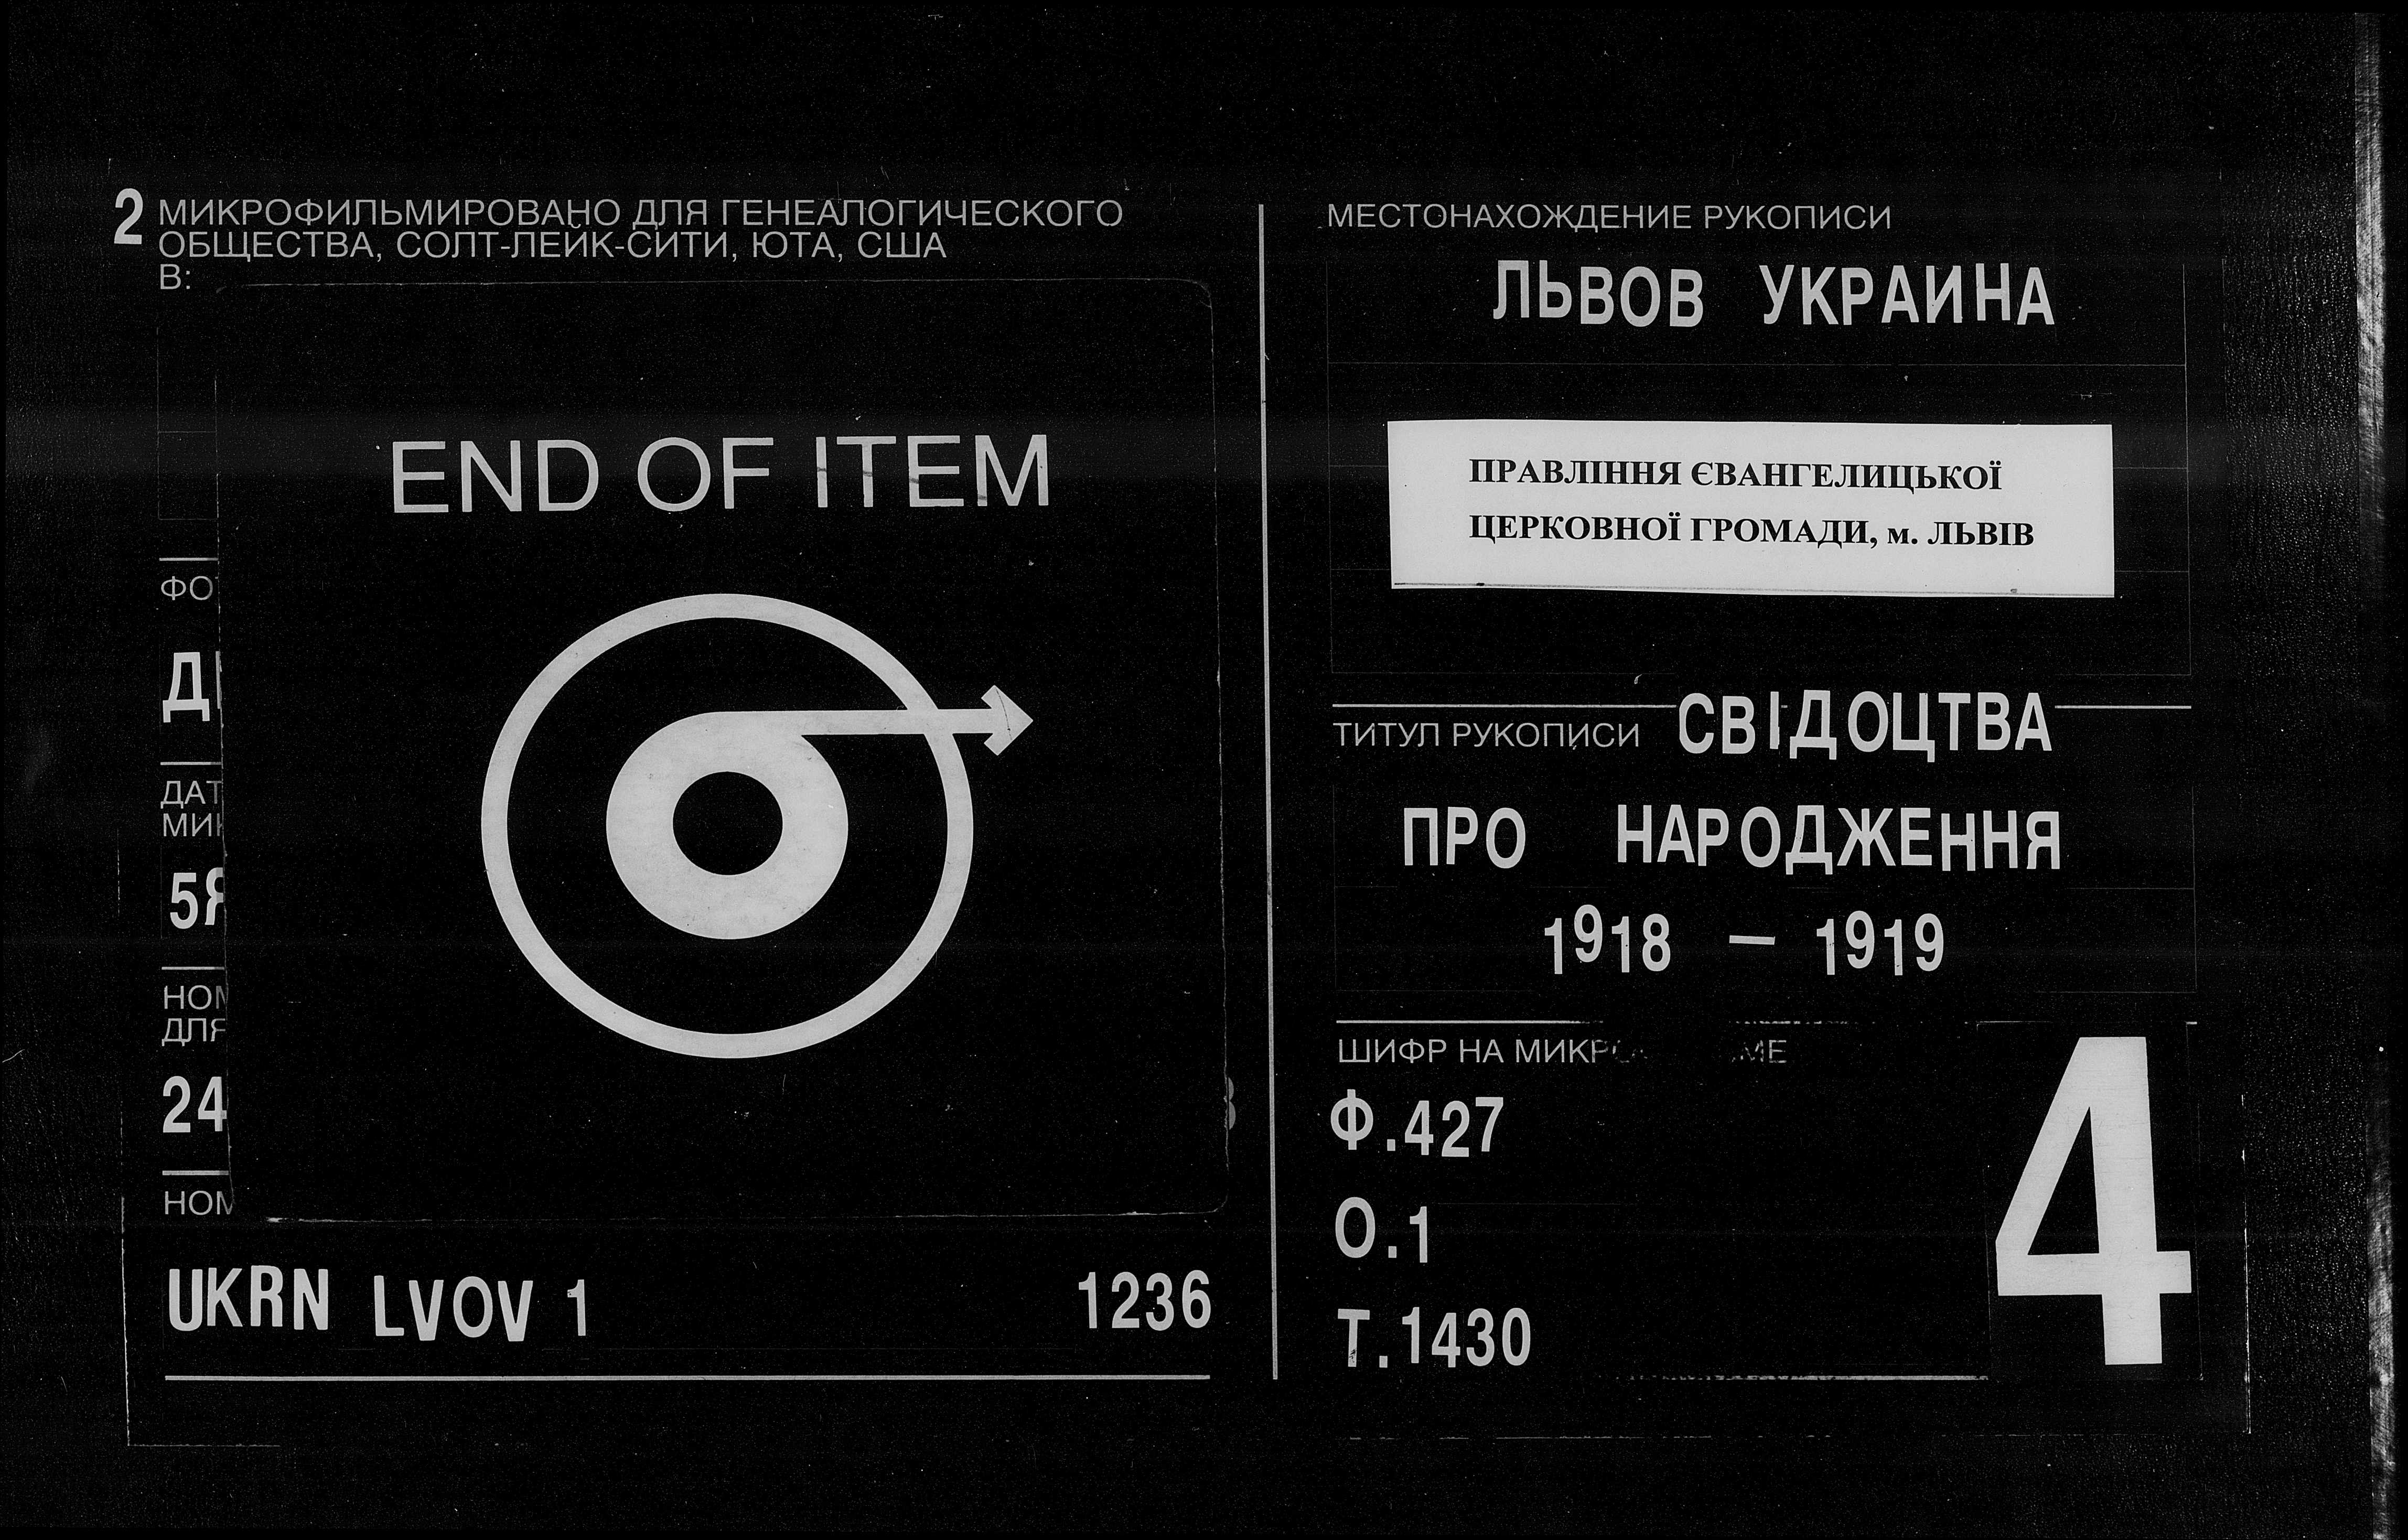 2 МИКРОФИЛЬМИРОВАНО ДЛЯ ГЕНЕАЛОГИЧЕСКОГО
ОБЩЕСТВА, СОЛТ-ЛЕЙК-СИТИ, ЮТА, США
В:
END OF ITEM
24
UKRN LVOV 1 1236
МЕСТОНАХОЖДЕНИЕ РУКОПИСИ
ЛЬВОВ УКРАИНА
ПРАВЛІННЯ ЄВАНГЕЛИЦЬКОЇ
ЦЕРКОВНОЇ ГРОМАДИ, м. ЛЬВІВ
ТИТУЛ РУКОПИСИ СВІДОЦТВА
ПРО НАРОДЖЕННЯ
1918 — 1919
ШИФР НА
Ф.427
О.1
Т.1430
4